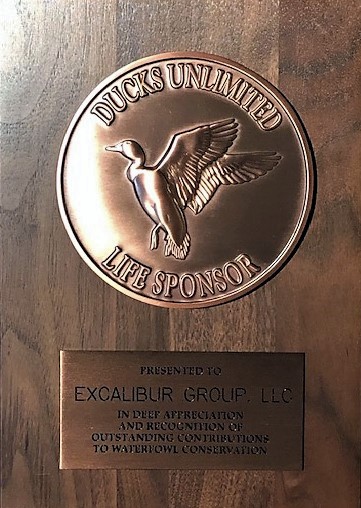 DUCKS UNLIMITED
LIFE SPONSOR
PRESENTED TO
EXCALIBUR GROUP, LLC
IN DEEP APPRECIATION
AND RECOGNITION OF
OUTSTANDING CONTRIBUTIONS
TO WATERFOWL CONSERVATION